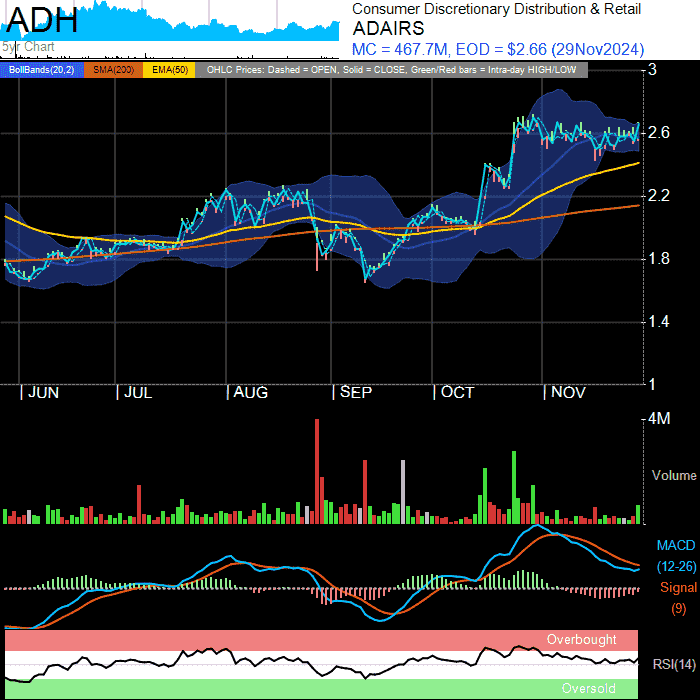 ADH
5yr Chart
Consumer Discretionary Distribution & Retail
ADAIRS
MC = 467.7M, EOD = $2.66 (29Nov2024)
BollBands(20,2) SMA(200) EMA(50) OHLC Prices: Dashed = OPEN, Solid = CLOSE, Green/Red bars = Intra-day HIGH/LOW
3
2.6
2.2
1.8
1.4
1
| JUN | JUL | AUG | SEP | OCT | NOV
4M
Volume
MACD
(12-26)
Signal
(9)
Overbought
RSI(14)
Oversold